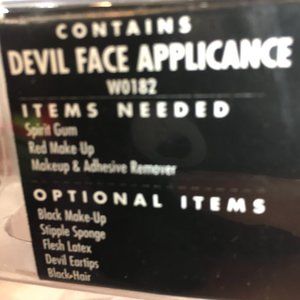 CONTAINS
DEVIL FACE APPLICANCE
W0182
ITEMS NEEDED
Spirit Gum
Red Make Up
Makeup & Adhesive Remover
OPTIONAL ITEMS
Black Make-Up
Stipple Sponge
Flesh Latex
Devil Eartips
Black Hair